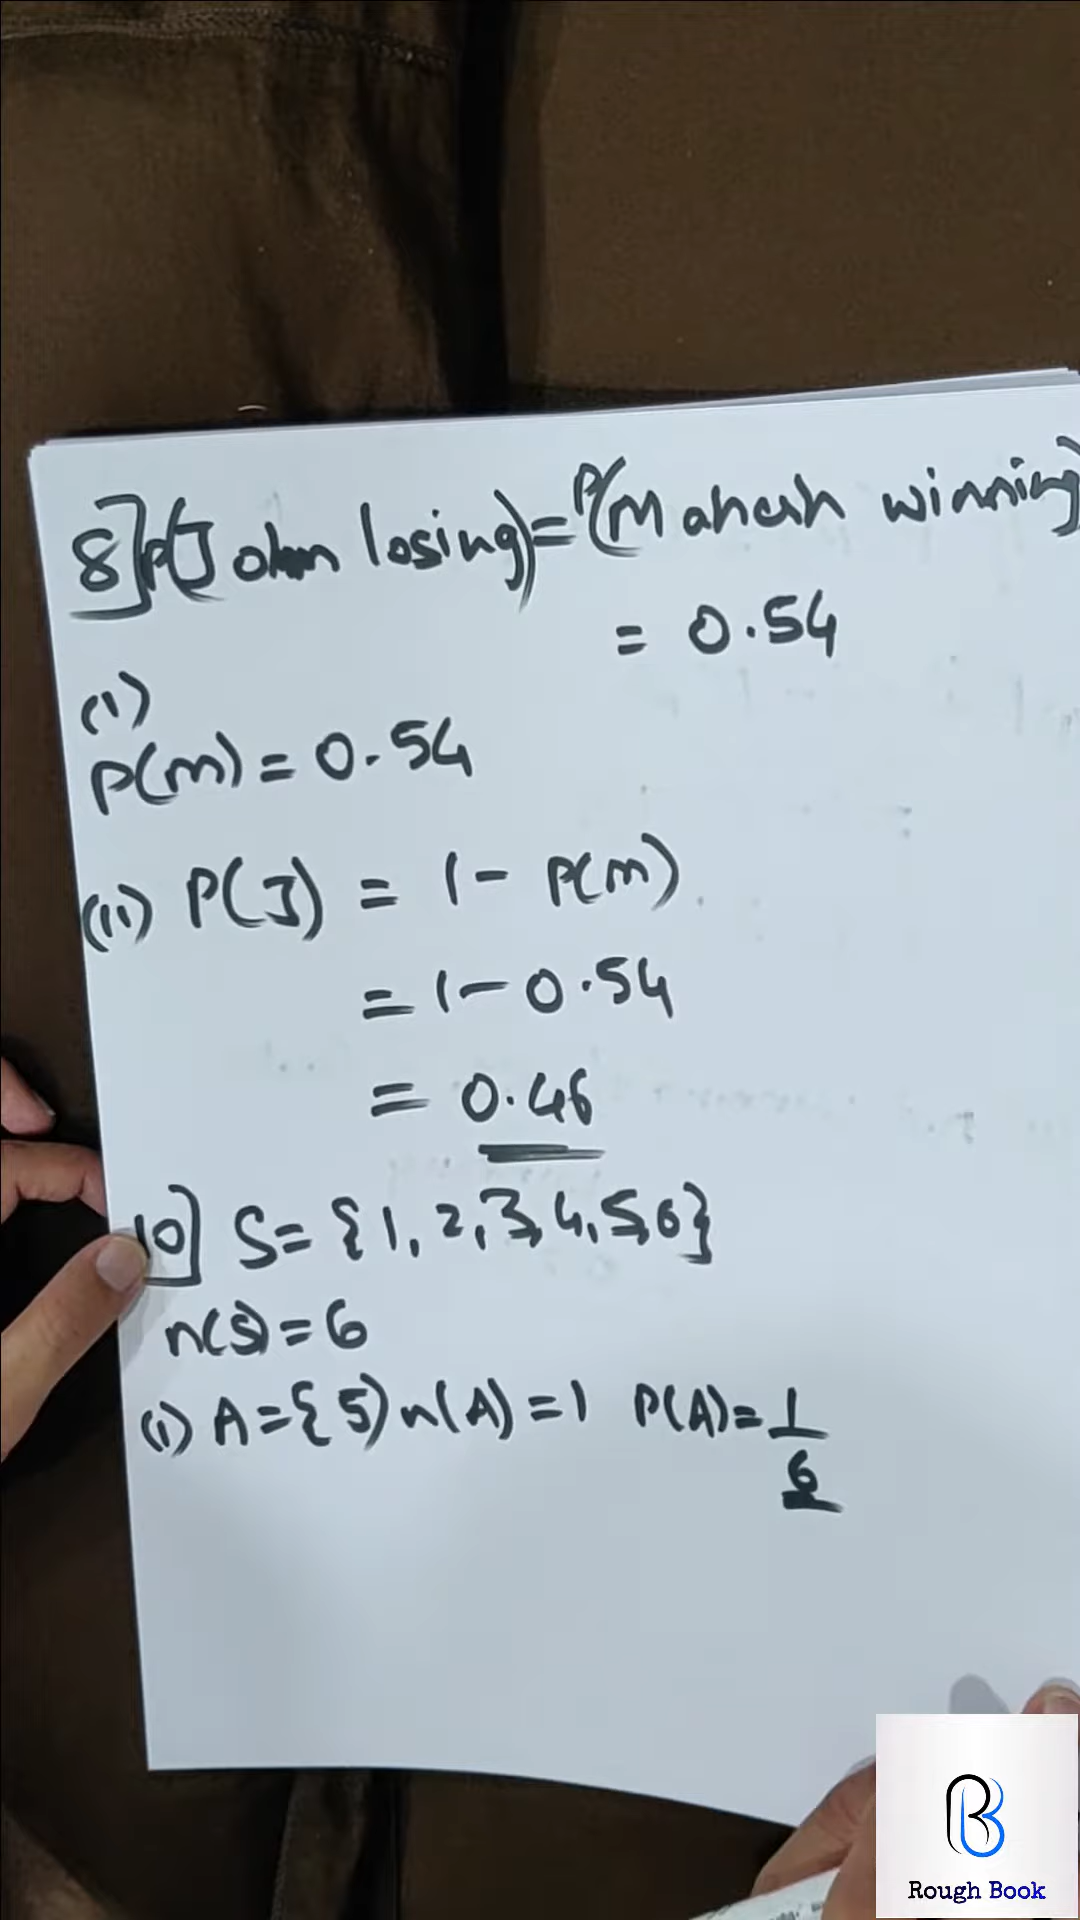 8] P(John losing) = P(Mahesh winning)
= 0.54
(i)
P(M) = 0.54
(ii) P(J) = 1 - P(M).
= 1 - 0.54
= 0.46
10] S = {1, 2, 3, 4, 5, 6}
n(S) = 6
(i) A = {5} n(A) = 1 P(A) = 1/6
B
Rough Book